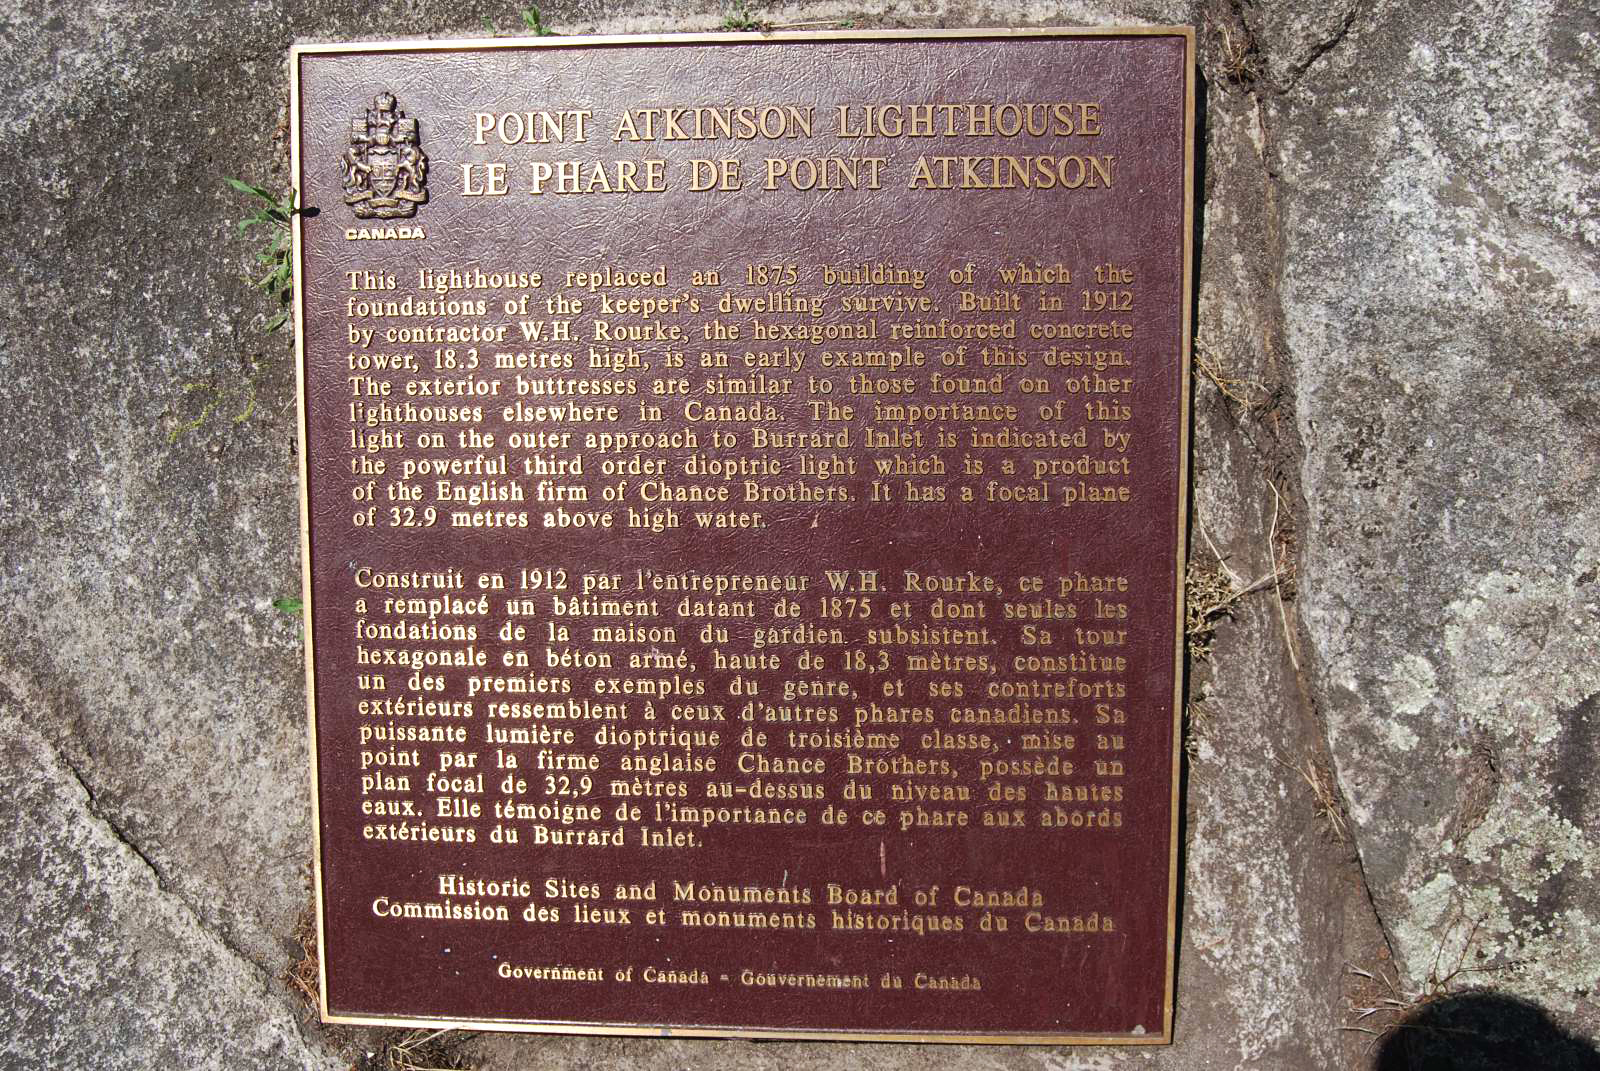 POINT ATKINSON LIGHTHOUSE
LE PHARE DE POINT ATKINSON
CANADA
This lighthouse replaced an 1875 building of which the
foundations of the keeper's dwelling survive. Built in 1912
by contractor W.H. Rourke, the hexagonal reinforced concrete
tower, 18.3 metres high, is an early example of this design.
The exterior buttresses are similar to those found on other
lighthouses elsewhere in Canada. The importance of this
light on the outer approach to Burrard Inlet is indicated by
the powerful third order dioptric light which is a product
of the English firm of Chance Brothers. It has a focal plane
of 32.9 metres above high water.
Construit en 1912 par l'entrepreneur W.H. Rourke, ce phare
a remplacé un bâtiment datant de 1875 et dont seules les
fondations de la maison du gardien subsistent. Sa tour
hexagonale en béton armé, haute de 18,3 mètres, constitue
un des premiers exemples du genre, et ses contreforts
extérieurs ressemblent à ceux d'autres phares canadiens. Sa
puissante lumière dioptrique de troisième classe, mise au
point par la firme anglaise Chance Brothers, possède un
plan focal de 32,9 mètres au-dessus du niveau des hautes
eaux. Elle témoigne de l'importance de ce phare aux abords
extérieurs du Burrard Inlet.
Historic Sites and Monuments Board of Canada
Commission des lieux et monuments historiques du Canada
Government of Canada - Gouvernement du Canada